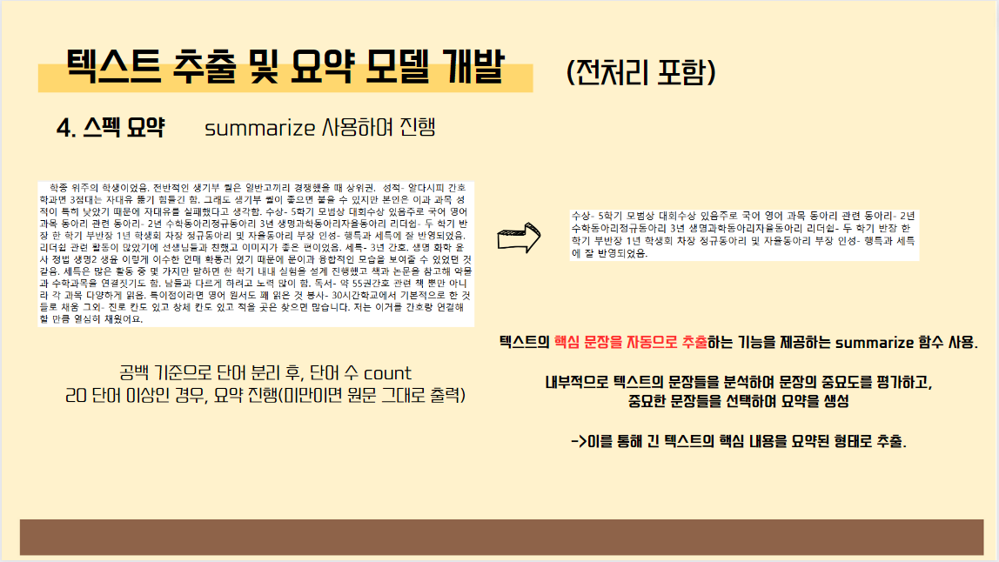 텍스트 추출 및 요약 모델 개발 (전처리 포함)
4. 스펙 요약 summarize 사용하여 진행
학종 위주의 학생이었음. 전반적인 생기부 퀄은 일반고끼리 경쟁했을 때 상위권. 성적- 알다시피 간호
학과면 3점대는 자대유 뚫기 힘들긴 함. 그래도 생기부 퀄이 좋으면 붙을 수 있지만 본인은 이과 과목 성
적이 특히 낮았기 때문에 자대유를 실패했다고 생각함. 수상- 5학기 모범상 대회수상 있음주로 국어 영어
과목 동아리 관련 동아리- 2년 수학동아리정규동아리 3년 생명과학동아리자율동아리 리더쉽- 두 학기 반
장 한 학기 부반장 1년 학생회 차장 정규동아리 및 자율동아리 부장 인성- 행특과 세특에 잘 반영되었음.
리더쉽 관련 활동이 많았기에 선생님들과 친했고 이미지가 좋은 편이었음. 세특- 3년 간호. 생명 화학 윤
사 정법 생명2 생윤 이렇게 이수한 연매 확통러 였기 때문에 문이과 융합적인 모습을 보여줄 수 있었던 것
같음. 세특은 많은 활동 중 몇 가지만 말하면 한 학기 내내 실험을 설계 진행했고 책과 논문을 참고해 약물
과 수학과목을 연결짓기도 함. 남들과 다르게 하려고 노력 많이 함. 독서- 약 55권간호 관련 책 뿐만 아니
라 각 과목 다양하게 읽음. 특이점이라면 영어 원서도 꽤 읽은 것 봉사- 30시간학교에서 기본적으로 한 것
들로 채움 그외- 진로 칸도 있고 창체 칸도 있고 적을 곳은 찾으면 많습니다. 저는 이거를 간호랑 연결해
할 만큼 열심히 채웠어요.
수상- 5학기 모범상 대회수상 있음주로 국어 영어 과목 동아리 관련 동아리- 2년
수학동아리정규동아리 3년 생명과학동아리자율동아리 리더쉽- 두 학기 반장 한
학기 부반장 1년 학생회 차장 정규동아리 및 자율동아리 부장 인성- 행특과 세특
에 잘 반영되었음.
공백 기준으로 단어 분리 후, 단어 수 count
20 단어 이상인 경우, 요약 진행(미만이면 원문 그대로 출력)
텍스트의 핵심 문장을 자동으로 추출하는 기능을 제공하는 summarize 함수 사용.
내부적으로 텍스트의 문장들을 분석하여 문장의 중요도를 평가하고,
중요한 문장들을 선택하여 요약을 생성
->이를 통해 긴 텍스트의 핵심 내용을 요약된 형태로 추출.